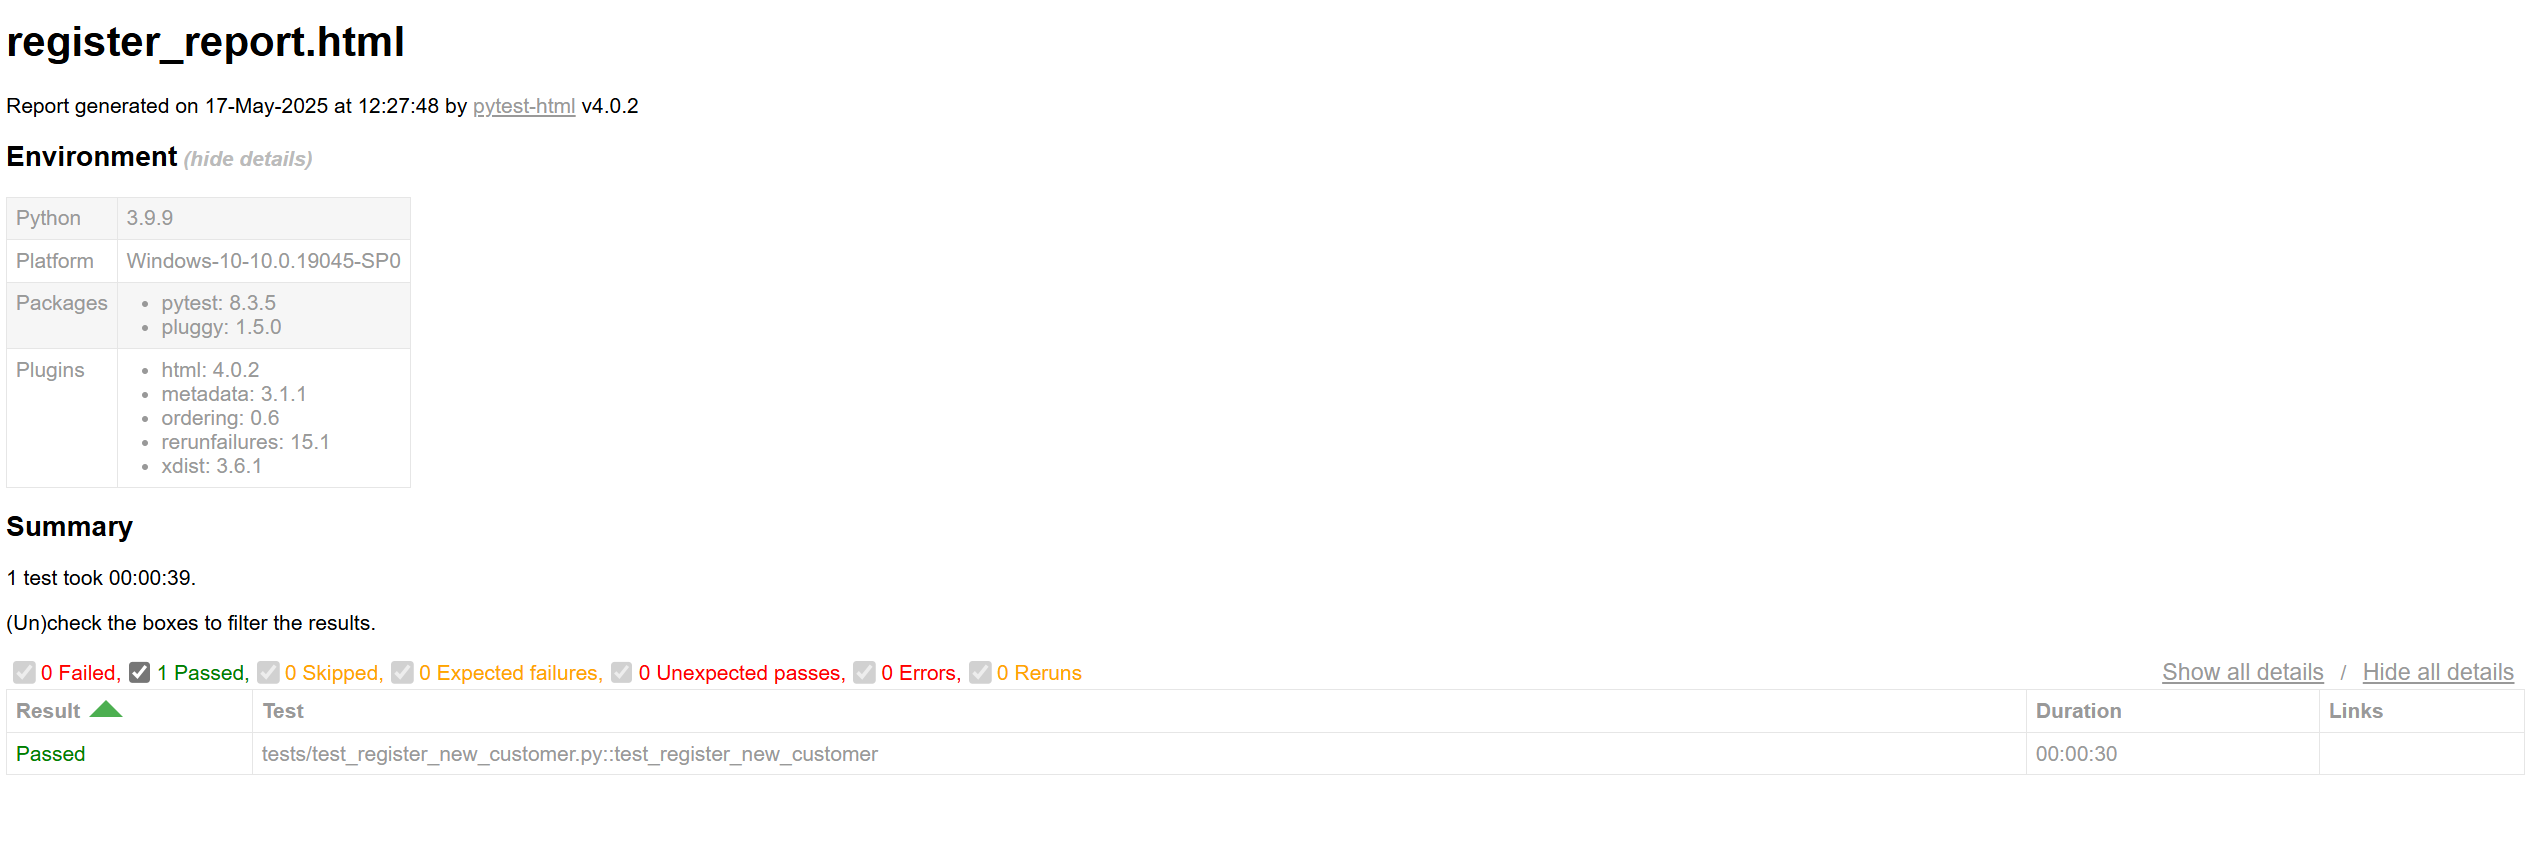 register_report.html
Report generated on 17-May-2025 at 12:27:48 by pytest-html v4.0.2
Environment (hide details)
Python 3.9.9
Platform Windows-10-10.0.19045-SP0
Packages • pytest: 8.3.5
• pluggy: 1.5.0
Plugins • html: 4.0.2
• metadata: 3.1.1
• ordering: 0.6
• rerunfailures: 15.1
• xdist: 3.6.1
Summary
1 test took 00:00:39.
(Un)check the boxes to filter the results.
0 Failed, 1 Passed, 0 Skipped, 0 Expected failures, 0 Unexpected passes, 0 Errors, 0 Reruns Show all details / Hide all details
Result Test Duration Links
Passed tests/test_register_new_customer.py::test_register_new_customer 00:00:30